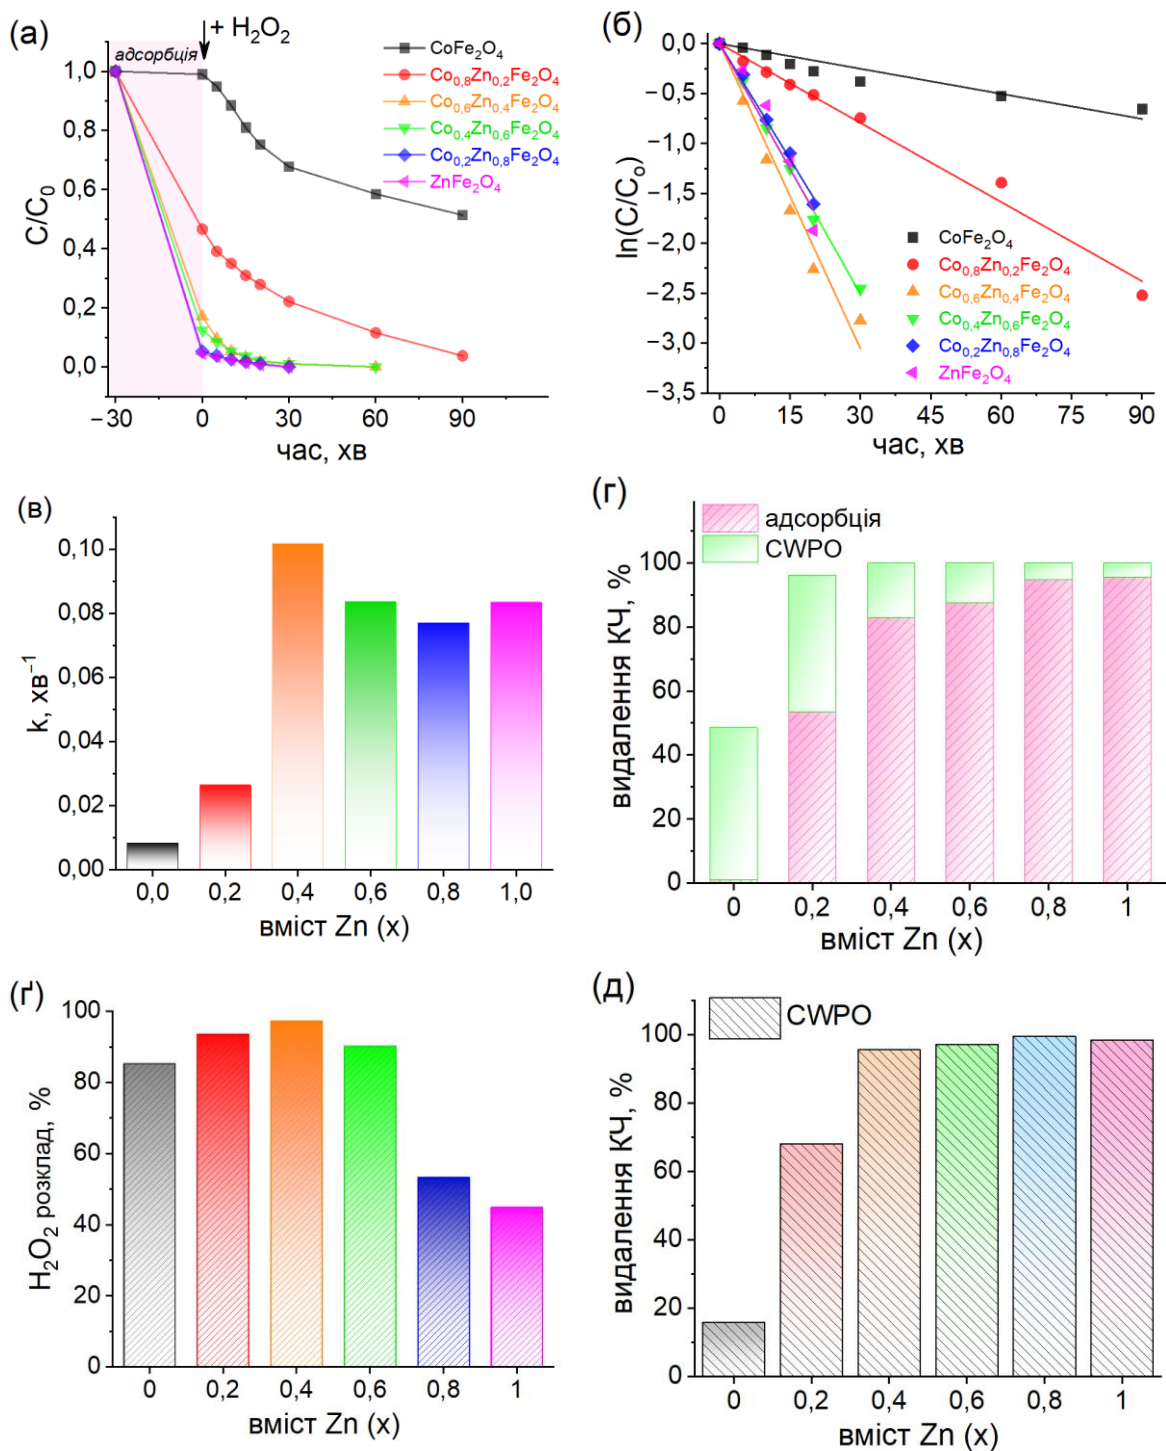 (а)
+ H₂O₂
адсорбція
CoFe₂O₄
Co₀,₈Zn₀,₂Fe₂O₄
Co₀,₆Zn₀,₄Fe₂O₄
Co₀,₄Zn₀,₆Fe₂O₄
Co₀,₂Zn₀,₈Fe₂O₄
ZnFe₂O₄
C/C₀
1,0
0,8
0,6
0,4
0,2
0,0
−30 0 30 60 90
час, хв
(б)
ln(C/Cₒ)
0,0
−0,5
−1,0
−1,5
−2,0
−2,5
−3,0
−3,5
CoFe₂O₄
Co₀,₈Zn₀,₂Fe₂O₄
Co₀,₆Zn₀,₄Fe₂O₄
Co₀,₄Zn₀,₆Fe₂O₄
Co₀,₂Zn₀,₈Fe₂O₄
ZnFe₂O₄
0 15 30 45 60 75 90
час, хв
(в)
k, хв⁻¹
0,10
0,08
0,06
0,04
0,02
0,00
0,0 0,2 0,4 0,6 0,8 1,0
вміст Zn (x)
(г)
адсорбція
CWPO
видалення КЧ, %
100
80
60
40
20
0
0 0,2 0,4 0,6 0,8 1
вміст Zn (x)
(ґ)
H₂O₂ розклад, %
100
80
60
40
20
0
0 0,2 0,4 0,6 0,8 1
вміст Zn (x)
(д)
CWPO
видалення КЧ, %
100
80
60
40
20
0
0 0,2 0,4 0,6 0,8 1
вміст Zn (x)